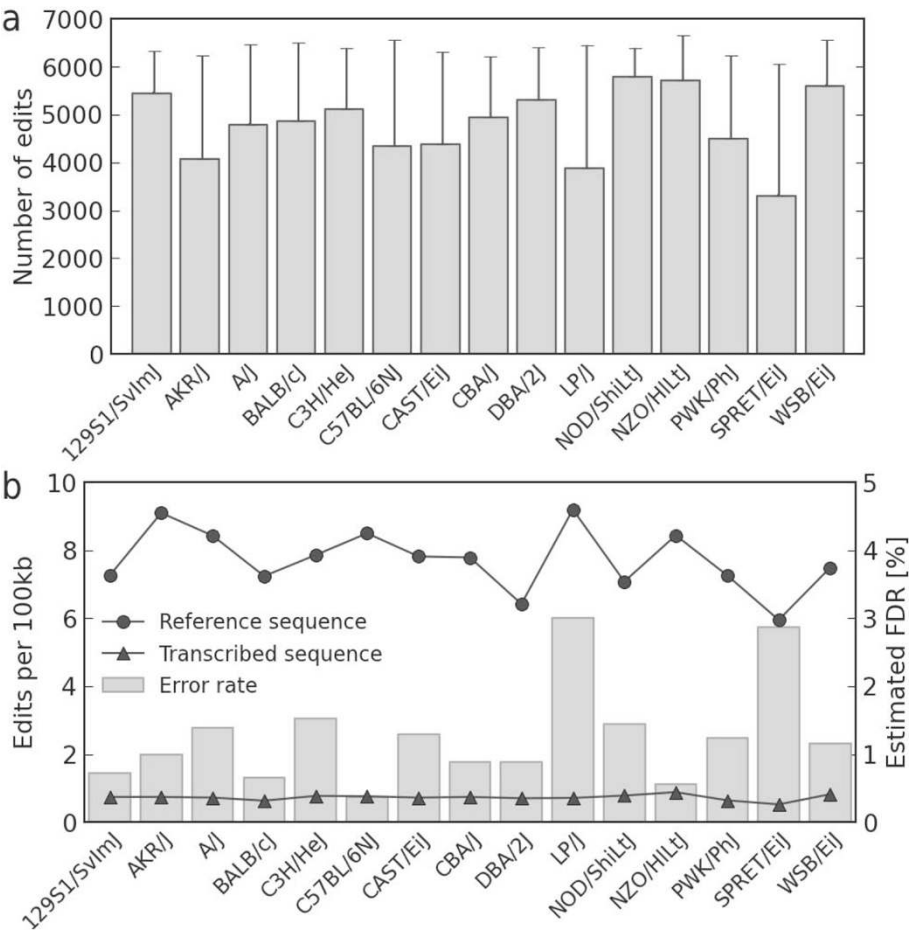 a
Number of edits
7000
6000
5000
4000
3000
2000
1000
0
129S1/SvImJ
AKR/J
A/J
BALB/cJ
C3H/HeJ
C57BL/6NJ
CAST/EiJ
CBA/J
DBA/2J
LP/J
NOD/ShiLtJ
NZO/HlLtJ
PWK/PhJ
SPRET/EiJ
WSB/EiJ
b
Edits per 100kb
10
8
6
4
2
0
Reference sequence
Transcribed sequence
Error rate
5
4
3
2
1
0
Estimated FDR [%]
129S1/SvImJ
AKR/J
A/J
BALB/cJ
C3H/HeJ
C57BL/6NJ
CAST/EiJ
CBA/J
DBA/2J
LP/J
NOD/ShiLtJ
NZO/HlLtJ
PWK/PhJ
SPRET/EiJ
WSB/EiJ